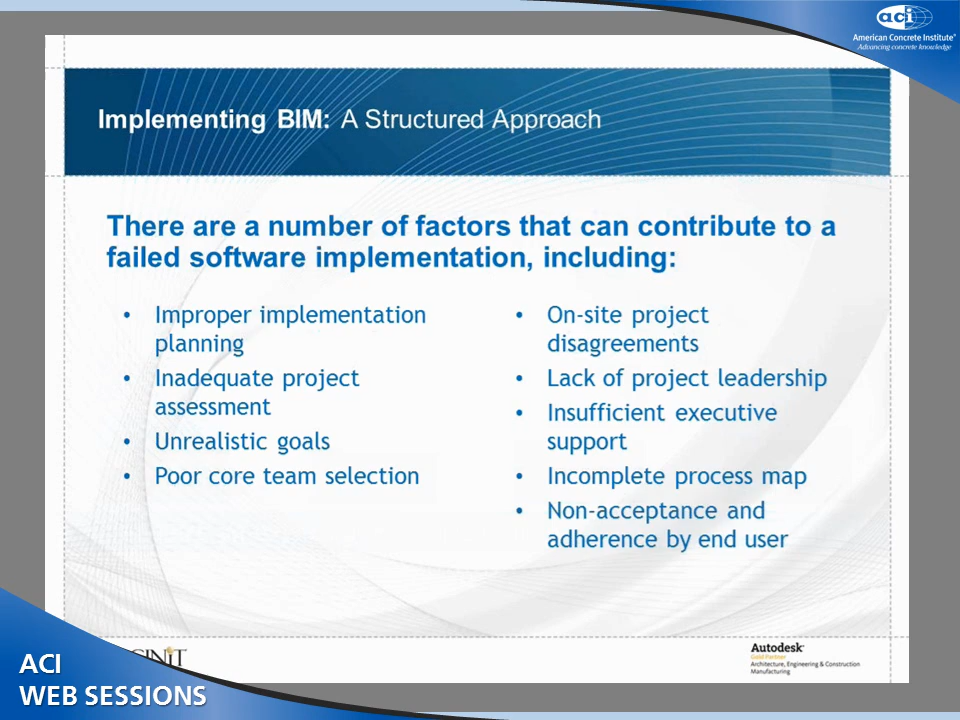 aci
American Concrete Institute®
Advancing concrete knowledge
Implementing BIM: A Structured Approach
There are a number of factors that can contribute to a
failed software implementation, including:
• Improper implementation
planning
• Inadequate project
assessment
• Unrealistic goals
• Poor core team selection
• On-site project
disagreements
• Lack of project leadership
• Insufficient executive
support
• Incomplete process map
• Non-acceptance and
adherence by end user
Autodesk
Gold Partner
Architecture, Engineering & Construction
Manufacturing
ACI
WEB SESSIONS